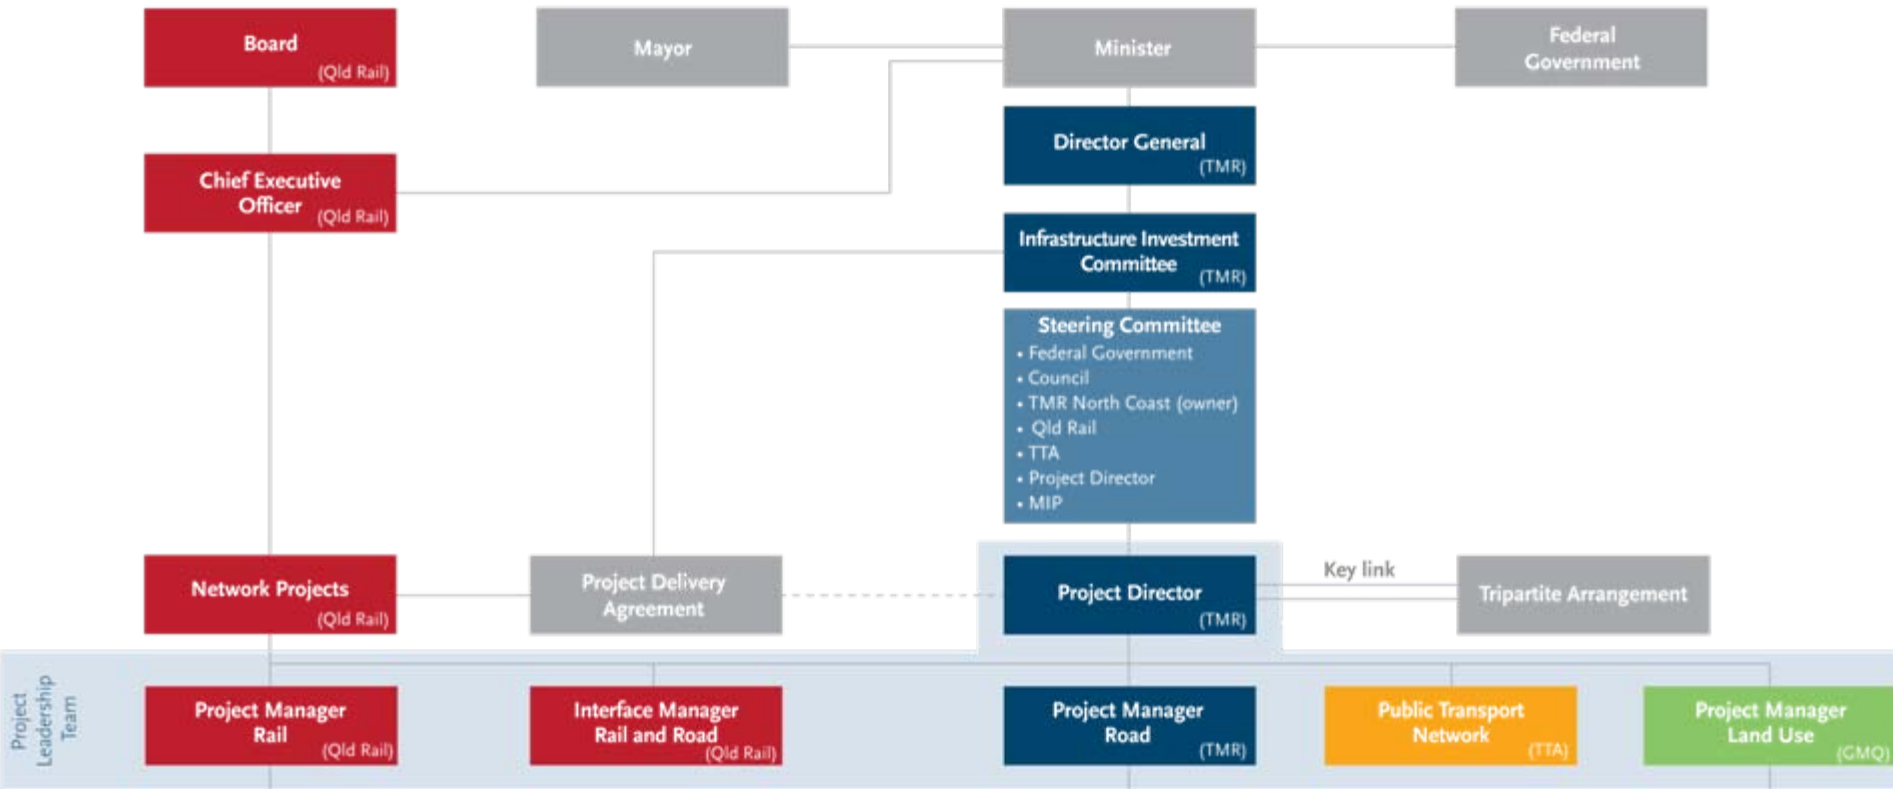 Board
(Qld Rail)
Mayor
Minister
Federal
Government
Director General
(TMR)
Chief Executive
Officer
(Qld Rail)
Infrastructure Investment
Committee
(TMR)
Steering Committee
• Federal Government
• Council
• TMR North Coast (owner)
• Qld Rail
• TTA
• Project Director
• MIP
Network Projects
(Qld Rail)
Project Delivery
Agreement
Project Director
(TMR)
Key link
Tripartite Arrangement
Project
Leadership
Team
Project Manager
Rail
(Qld Rail)
Interface Manager
Rail and Road
(Qld Rail)
Project Manager
Road
(TMR)
Public Transport
Network
(TTA)
Project Manager
Land Use
(GMQ)